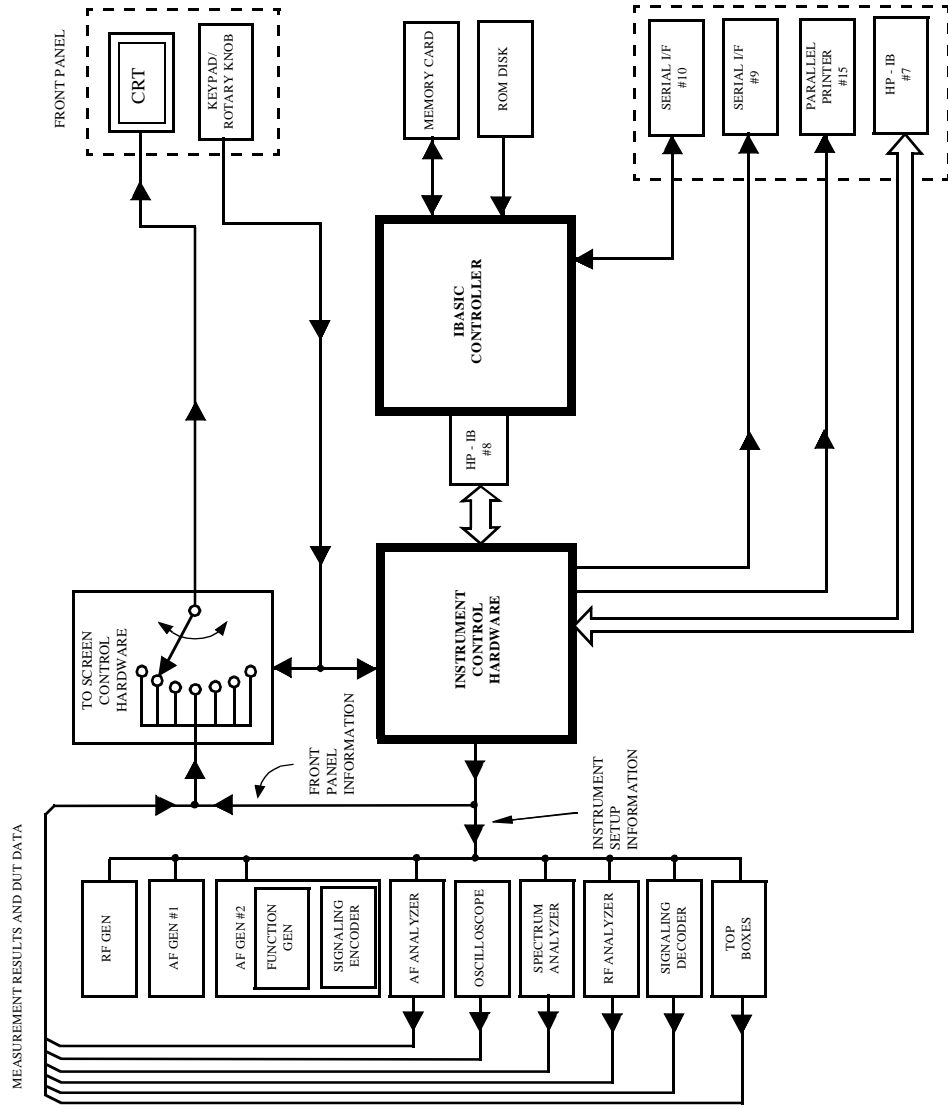 MEASUREMENT RESULTS AND DUT DATA
RF GEN
AF GEN #1
AF GEN #2
FUNCTION
GEN
SIGNALING
ENCODER
AF ANALYZER
OSCILLOSCOPE
SPECTRUM
ANALYZER
RF ANALYZER
SIGNALING
DECODER
TOP
BOXES
FRONT
PANEL
INFORMATION
INSTRUMENT
SETUP
INFORMATION
TO SCREEN
CONTROL
HARDWARE
INSTRUMENT
CONTROL
HARDWARE
HP - IB
#8
IBASIC
CONTROLLER
FRONT PANEL
CRT
KEYPAD/
ROTARY KNOB
MEMORY CARD
ROM DISK
SERIAL I/F
#10
SERIAL I/F
#9
PARALLEL
PRINTER
#15
HP - IB
#7